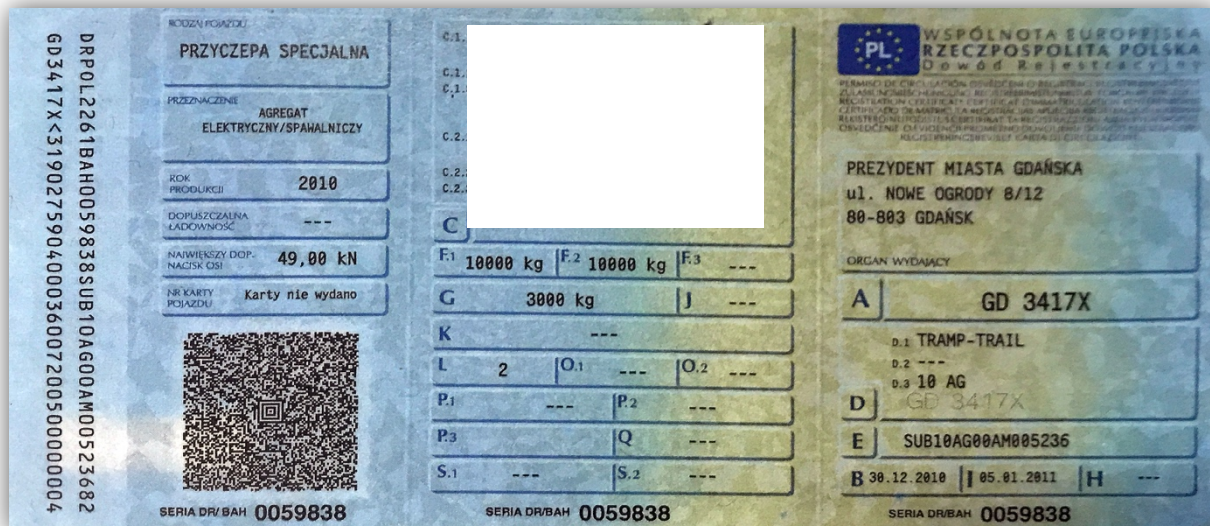 DRPOL2261BAH0059838SUB10AG00AM00523682
GD3417X<319027590400036007200500000004
RODZAJ POJAZDU
PRZYCZEPA SPECJALNA
PRZEZNACZENIE
AGREGAT
ELEKTRYCZNY/SPAWALNICZY
ROK
PRODUKCJI
2010
DOPUSZCZALNA
ŁADOWNOŚĆ
---
NAJWIĘKSZY DOP-
NACISK OSI
49,00 kN
NR KARTY
POJAZDU
Karty nie wydano
SERIA DR/BAH 0059838
C.1.
C.1.
C.1.
C.2.
C.2.
C.2.
C
F.1 10000 kg F.2 10000 kg F.3 ---
G 3000 kg J ---
K ---
L 2 O.1 --- O.2 ---
P.1 --- P.2 ---
P.3 Q ---
S.1 --- S.2 ---
SERIA DR/BAH 0059838
PL
WSPÓLNOTA EUROPEJSKA
RZECZPOSPOLITA POLSKA
Dowód Rejestracyjny
PREZYDENT MIASTA GDAŃSKA
ul. NOWE OGRODY 8/12
80-803 GDAŃSK
ORGAN WYDAJĄCY
A GD 3417X
D.1 TRAMP-TRAIL
D.2 ---
D.3 10 AG
D GD 3417X
E SUB10AG00AM005236
B 30.12.2010 I 05.01.2011 H ---
SERIA DR/BAH 0059838